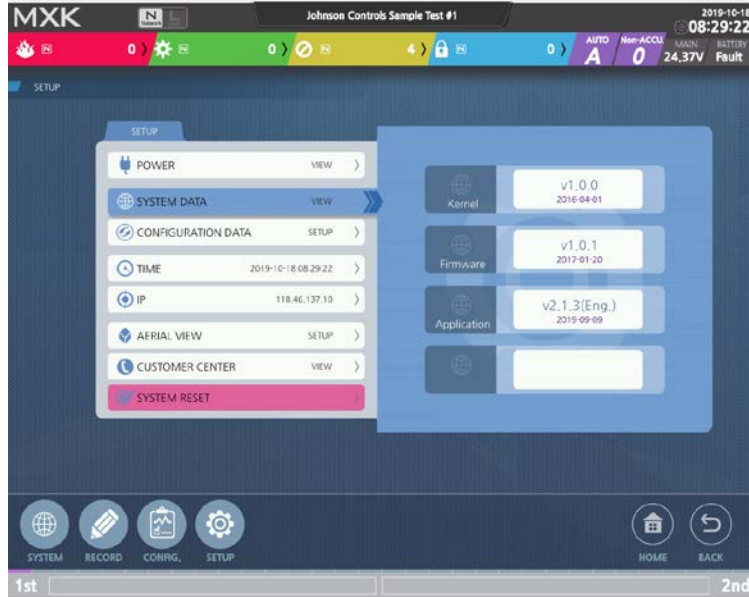 MXK
N
Network
L
Johnson Controls Sample Test #1
2019-10-18
08:29:22
N 0
N 0
N 4
N 0
AUTO
A
Non-ACCU.
0
MAIN
24.37V
BATTERY
Fault
SETUP
SETUP
POWER VIEW
SYSTEM DATA VIEW
CONFIGURATION DATA SETUP
TIME 2019-10-18 08:29:22
IP 118.46.137.10
AERIAL VIEW SETUP
CUSTOMER CENTER VIEW
SYSTEM RESET
Kernel
v1.0.0
2016-04-01
Firmware
v1.0.1
2017-01-20
Application
v2.1.3(Eng.)
2019-09-09
SYSTEM
RECORD
CONFIG.
SETUP
HOME
BACK
1st
2nd